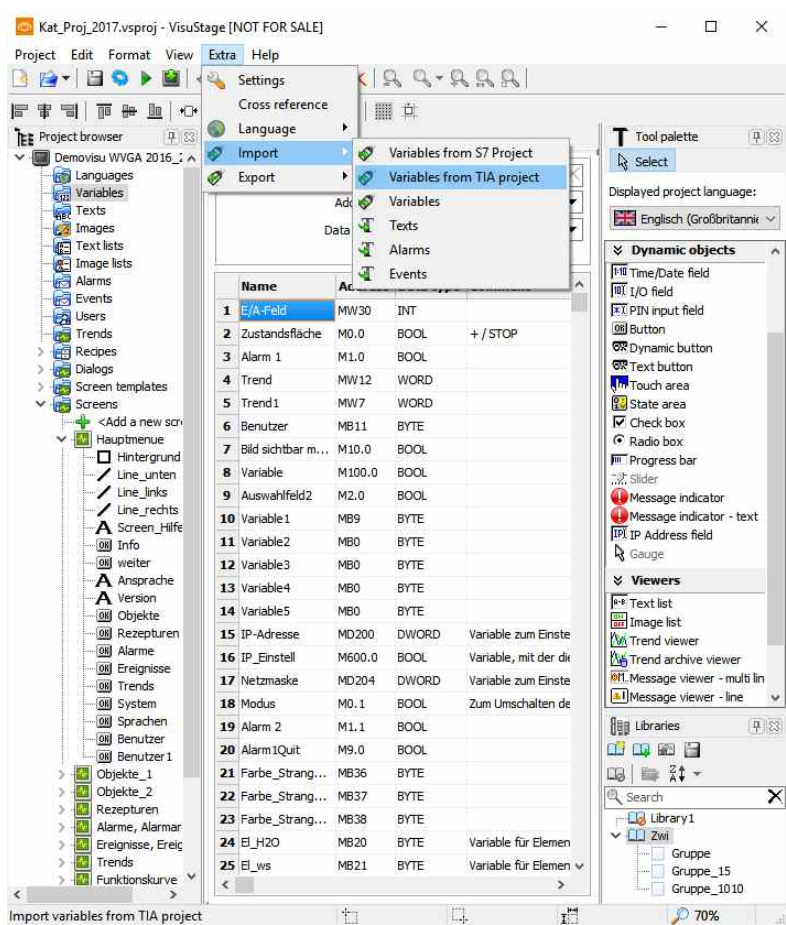 Kat_Proj_2017.vsproj - VisuStage [NOT FOR SALE]
Project Edit Format View Extra Help
Settings
Cross reference
Language
Import
Export
Variables from S7 Project
Variables from TIA project
Variables
Texts
Alarms
Events
Project browser
Demovisu WVGA 2016_2
Languages
Variables
Texts
Images
Text lists
Image lists
Alarms
Events
Users
Trends
Recipes
Dialogs
Screen templates
Screens
<Add a new scr
Hauptmenue
Hintergrund
Line_unten
Line_links
Line_rechts
Screen_Hilfe
Info
weiter
Ansprache
Version
Objekte
Rezepturen
Alarme
Ereignisse
Trends
System
Sprachen
Benutzer
Benutzer1
Objekte_1
Objekte_2
Rezepturen
Alarme, Alarmar
Ereignisse, Ereig
Trends
Funktionskurve
Add
Data
Name
1 E/A-Feld MW30 INT
2 Zustandsfläche M0.0 BOOL + / STOP
3 Alarm 1 M1.0 BOOL
4 Trend MW12 WORD
5 Trend1 MW7 WORD
6 Benutzer MB11 BYTE
7 Bild sichtbar m... M10.0 BOOL
8 Variable M100.0 BOOL
9 Auswahlfeld2 M2.0 BOOL
10 Variable1 MB9 BYTE
11 Variable2 MB0 BYTE
12 Variable3 MB0 BYTE
13 Variable4 MB0 BYTE
14 Variable5 MB0 BYTE
15 IP-Adresse MD200 DWORD Variable zum Einste
16 IP_Einstell M600.0 BOOL Variable, mit der die
17 Netzmaske MD204 DWORD Variable zum Einste
18 Modus M0.1 BOOL Zum Umschalten de
19 Alarm 2 M1.1 BOOL
20 Alarm1Quit M9.0 BOOL
21 Farbe_Strang... MB36 BYTE
22 Farbe_Strang... MB37 BYTE
23 Farbe_Strang... MB38 BYTE
24 El_H2O MB20 BYTE Variable für Elemen
25 El_ws MB21 BYTE Variable für Elemen
Tool palette
Select
Displayed project language:
Englisch (Großbritannie
Dynamic objects
Time/Date field
I/O field
PIN input field
Button
Dynamic button
Text button
Touch area
State area
Check box
Radio box
Progress bar
Slider
Message indicator
Message indicator - text
IP Address field
Gauge
Viewers
Text list
Image list
Trend viewer
Trend archive viewer
Message viewer - multi lin
Message viewer - line
Libraries
Search
Library1
Zwi
Gruppe
Gruppe_15
Gruppe_1010
Import variables from TIA project
70%